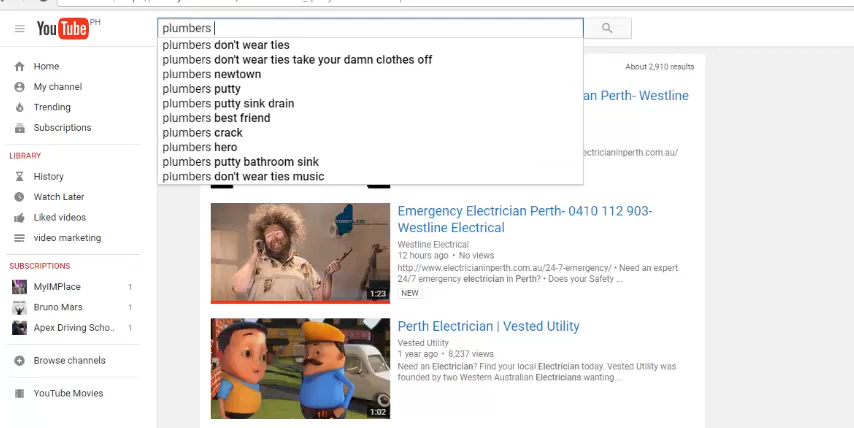 YouTube PH
plumbers
plumbers don't wear ties
plumbers don't wear ties take your damn clothes off
plumbers newtown
plumbers putty
plumbers putty sink drain
plumbers best friend
plumbers crack
plumbers hero
plumbers putty bathroom sink
plumbers don't wear ties music
Home
My channel
Trending
Subscriptions
LIBRARY
History
Watch Later
Liked videos
video marketing
SUBSCRIPTIONS
MyIMPlace 1
Bruno Mars 1
Apex Driving Scho.. 1
Browse channels
YouTube Movies
About 2,910 results
an Perth- Westline
ectricianinperth.com.au/
Emergency Electrician Perth- 0410 112 903-
Westline Electrical
Westline Electrical
12 hours ago • No views
http://www.electricianinperth.com.au/24-7-emergency/ • Need an expert
24/7 emergency electrician in Perth? • Does your Safety ...
NEW
1:23
Perth Electrician | Vested Utility
Vested Utility
1 year ago • 8,237 views
Need an Electrician? Find your local Electrician today. Vested Utility was
founded by two Western Australian Electricians wanting ...
1:02